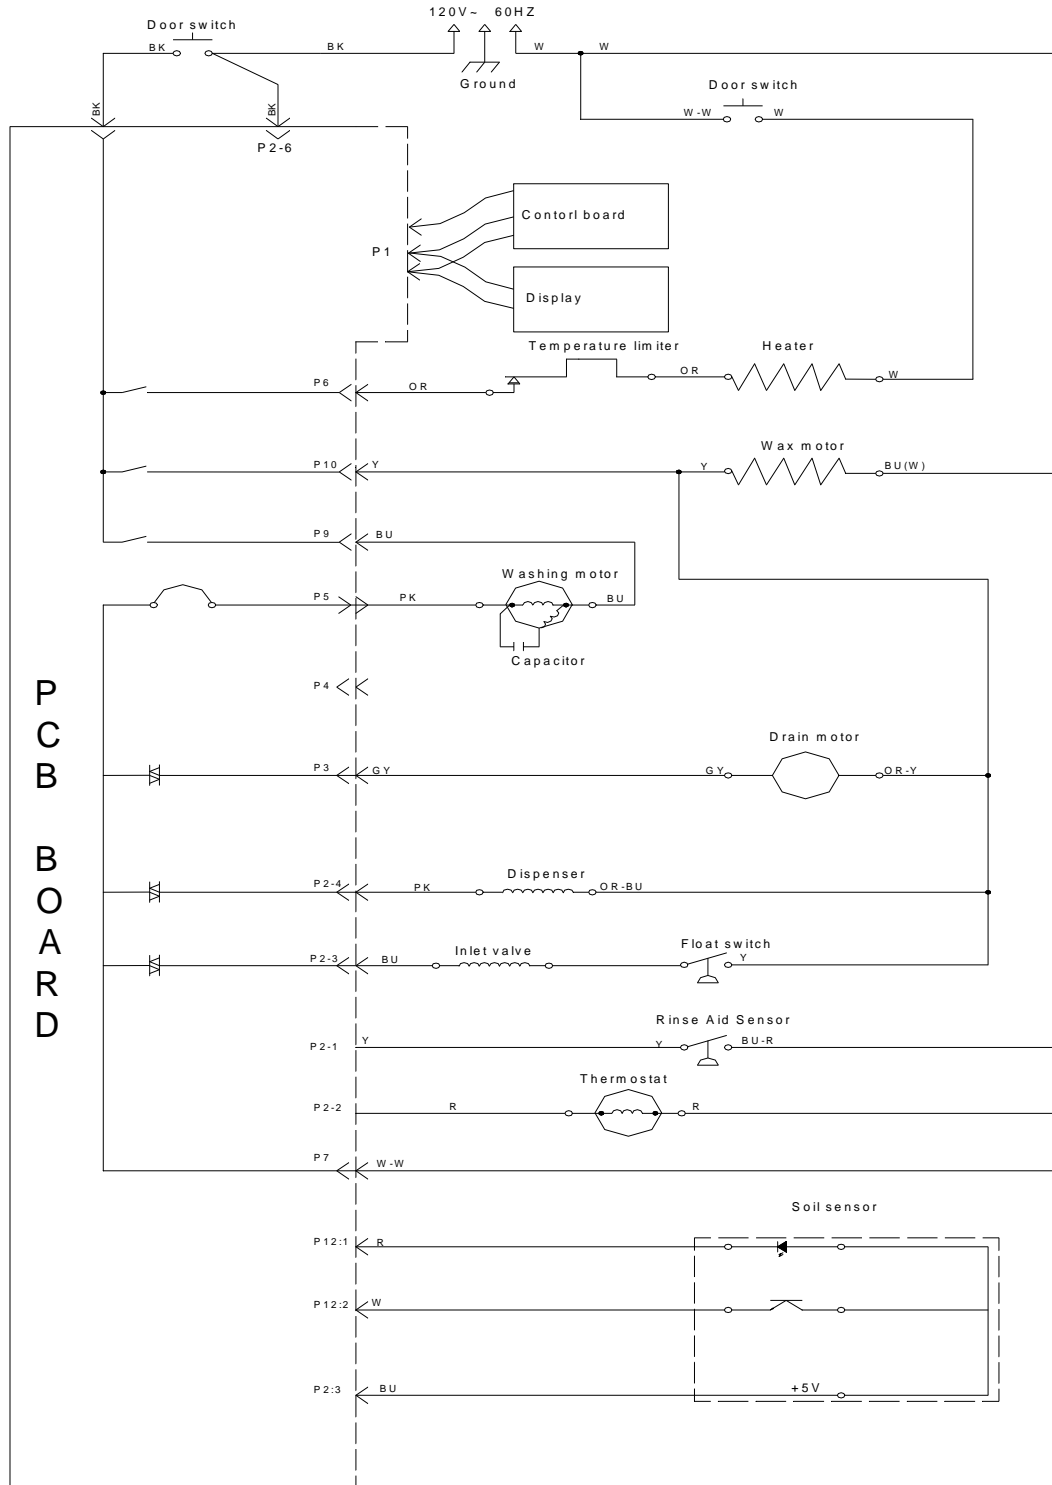 120V~ 60HZ
Door switch
BK
BK
W
W
Ground
Door switch
BK
BK
W-W
W
P2-6
Contorl board
P1
Display
Temperature limiter
Heater
P6
OR
OR
W
Wax motor
P10
Y
Y
BU(W)
P9
BU
Washing motor
P5
PK
BU
Capacitor
P4
PCB BOARD
Drain motor
P3
GY
GY
OR-Y
Dispenser
P2-4
PK
OR-BU
Inlet valve
Float switch
P2-3
BU
Y
Rinse Aid Sensor
P2-1
Y
Y
BU-R
Thermostat
P2-2
R
R
P7
W-W
Soil sensor
P12:1
R
P12:2
W
P2:3
BU
+5V